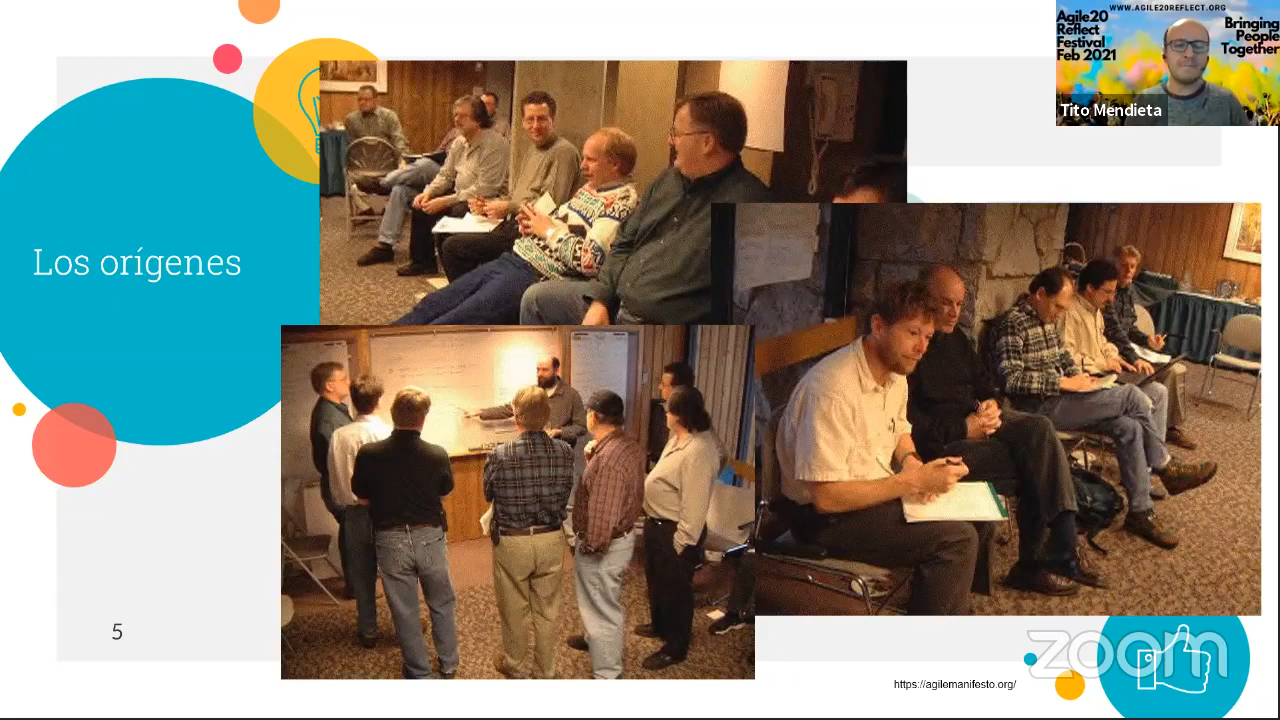 WWW.AGILE20REFLECT.ORG
Agile20
Reflect
Festival
Feb 2021
Bringing
People
Together
Tito Mendieta
Los orígenes
5
https://agilemanifesto.org/
zoom